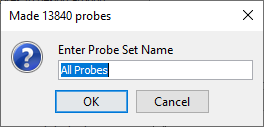 Made 13840 probes
Enter Probe Set Name
All Probes
OK Cancel